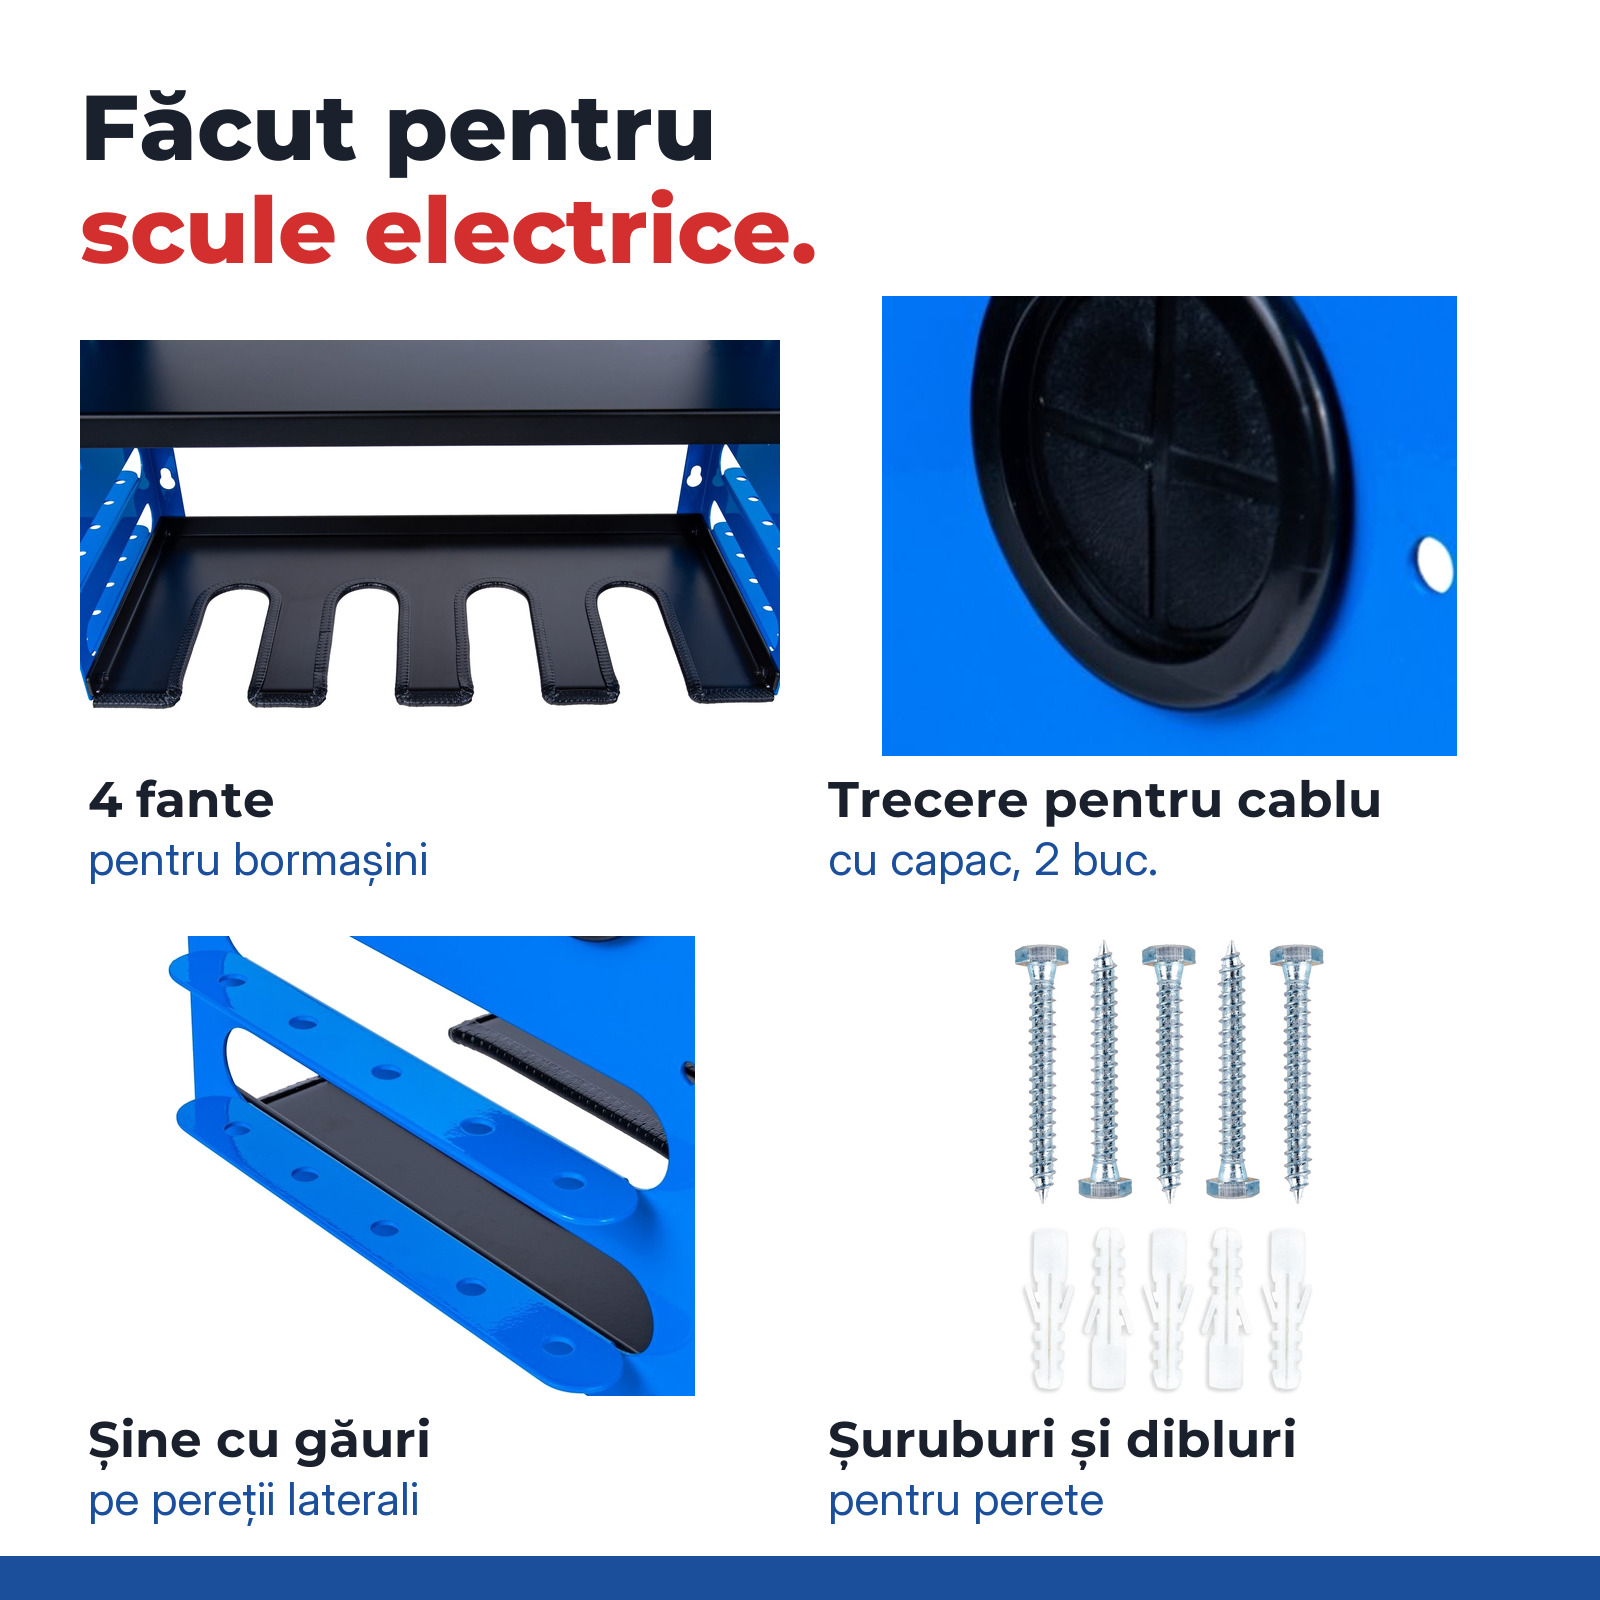 Făcut pentru
scule electrice.
4 fante
pentru bormașini
Trecere pentru cablu
cu capac, 2 buc.
Șine cu găuri
pe pereții laterali
Șuruburi și dibluri
pentru perete